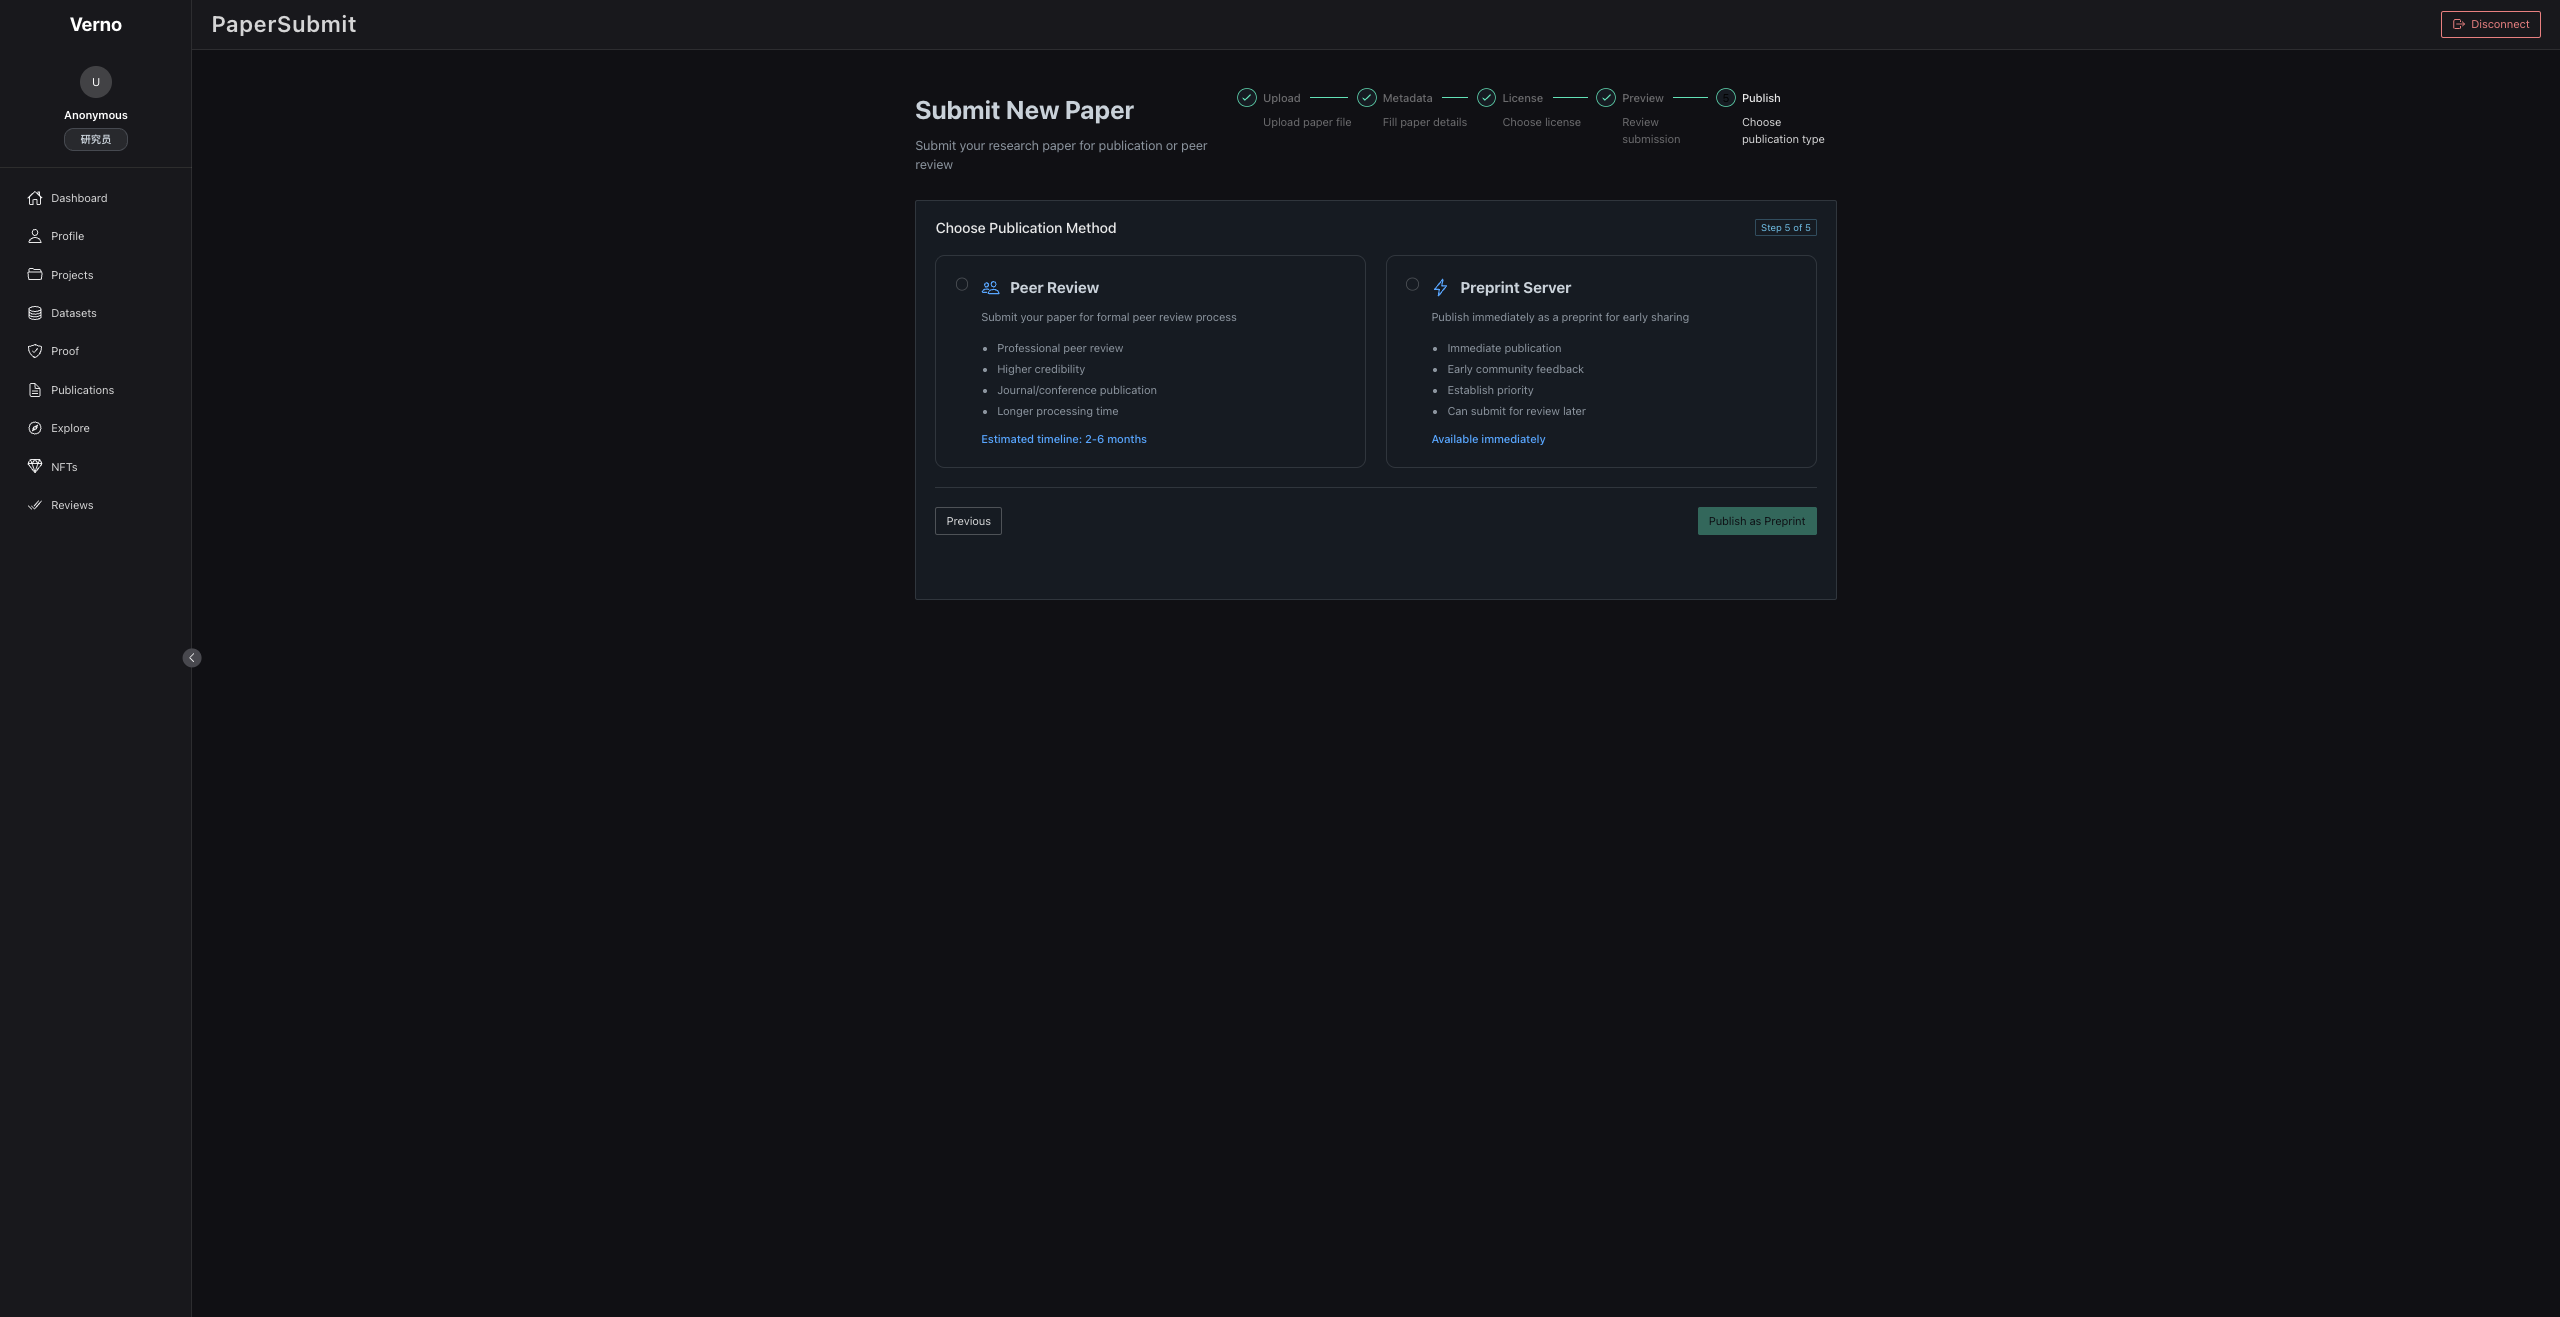 Verno
U
Anonymous
研究员
Dashboard
Profile
Projects
Datasets
Proof
Publications
Explore
NFTs
Reviews
PaperSubmit
Disconnect
Submit New Paper
Submit your research paper for publication or peer
review
Upload
Upload paper file
Metadata
Fill paper details
License
Choose license
Preview
Review
submission
Publish
Choose
publication type
Choose Publication Method
Step 5 of 5
Peer Review
Submit your paper for formal peer review process
Professional peer review
Higher credibility
Journal/conference publication
Longer processing time
Estimated timeline: 2-6 months
Preprint Server
Publish immediately as a preprint for early sharing
Immediate publication
Early community feedback
Establish priority
Can submit for review later
Available immediately
Previous
Publish as Preprint